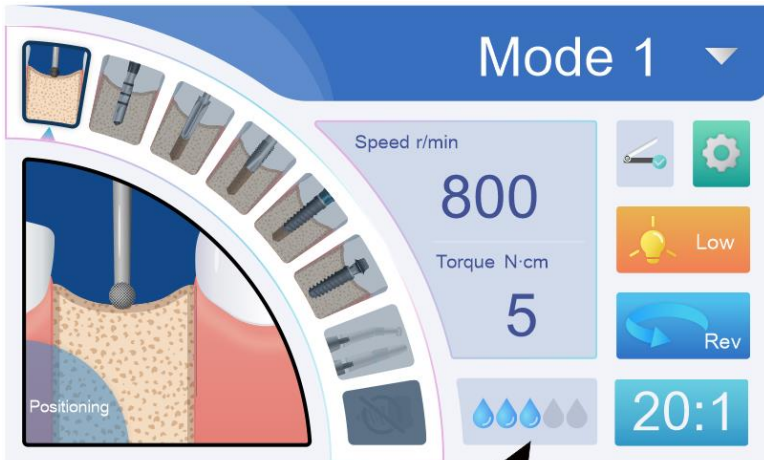 Mode 1
Speed r/min
800
Torque N·cm
5
Low
Rev
20:1
Positioning